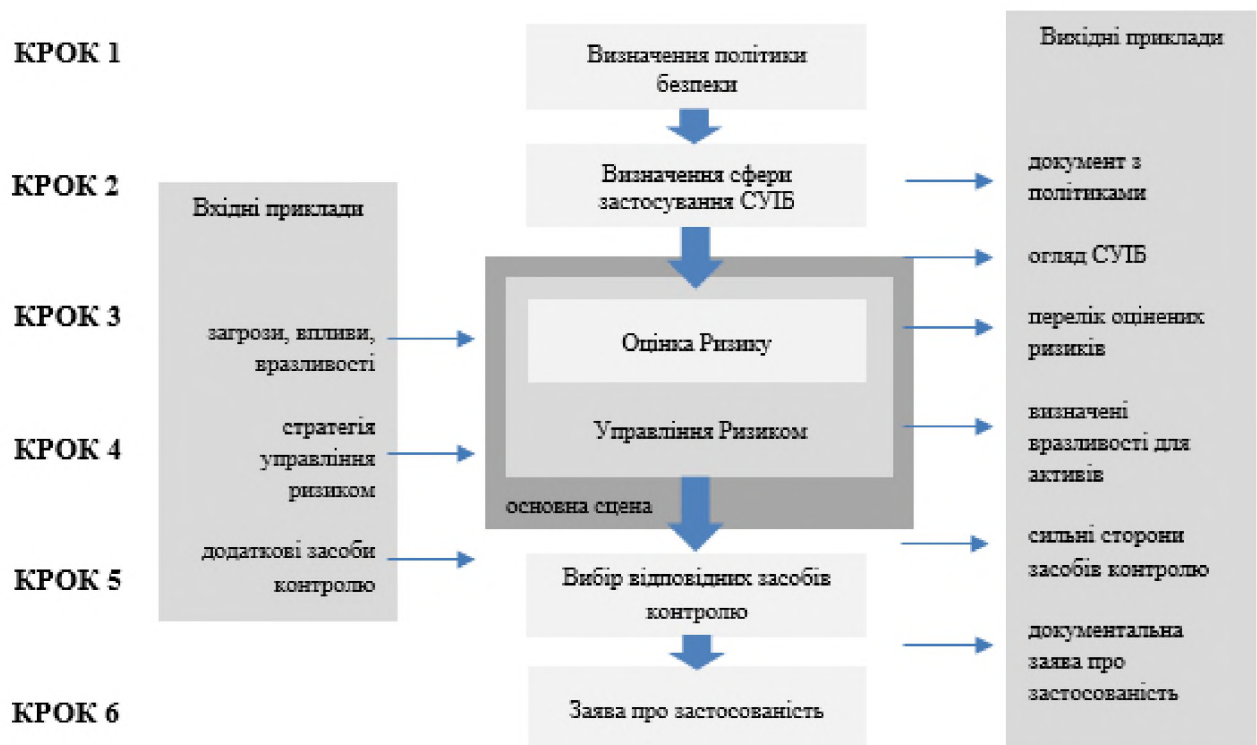 КРОК 1
Визначення політики
безпеки
Вихідні приклади
КРОК 2
Визначення сфери
застосування СУІБ
документ з
політиками
Вхідні приклади
огляд СУІБ
КРОК 3
загрози, впливи,
вразливості
Оцінка Ризику
перелік оцінених
ризиків
КРОК 4
стратегія
управління
ризиком
Управління Ризиком
визначені
вразливості для
активів
основна сцена
КРОК 5
додаткові засоби
контролю
Вибір відповідних засобів
контролю
сильні сторони
засобів контролю
документальна
заява про
застосованість
КРОК 6
Заява про застосованість